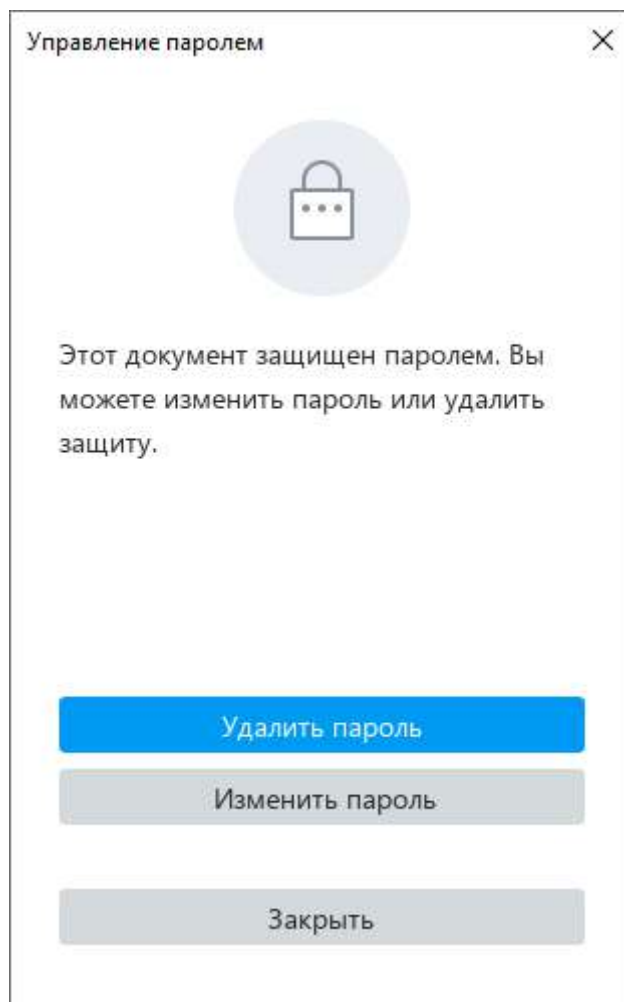 Управление паролем
Этот документ защищен паролем. Вы
можете изменить пароль или удалить
защиту.
Удалить пароль
Изменить пароль
Закрыть